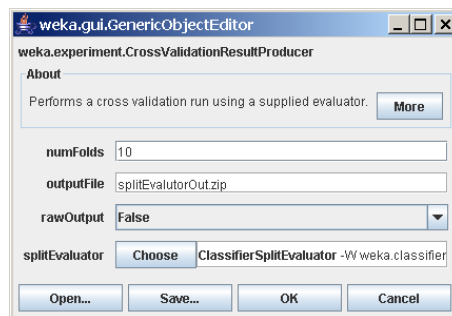 weka.gui.GenericObjectEditor
weka.experiment.CrossValidationResultProducer
About
Performs a cross validation run using a supplied evaluator. More
numFolds 10
outputFile splitEvalutorOut.zip
rawOutput False
splitEvaluator Choose ClassifierSplitEvaluator -W weka.classifier
Open... Save... OK Cancel